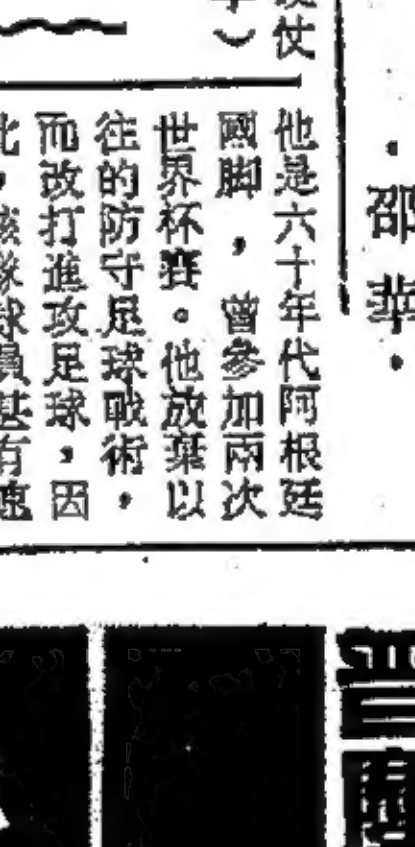 ·邵華·
他是六十年代阿根廷
國脚，曾參加兩次
世界杯賽。他放棄以
往的防守足球戰術，
而改打進攻足球，因
此，該隊球員基有速
仗
）